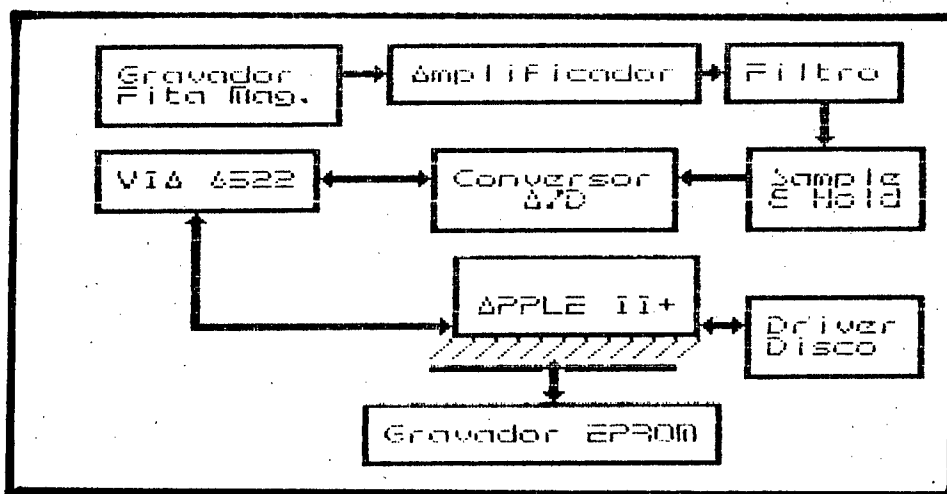 Gravador
Fita Mag.
Amplificador
Filtro
VIA 6522
Conversor
A/D
Sample
& Hold
APPLE II+
Driver
Disco
Gravador EPROM